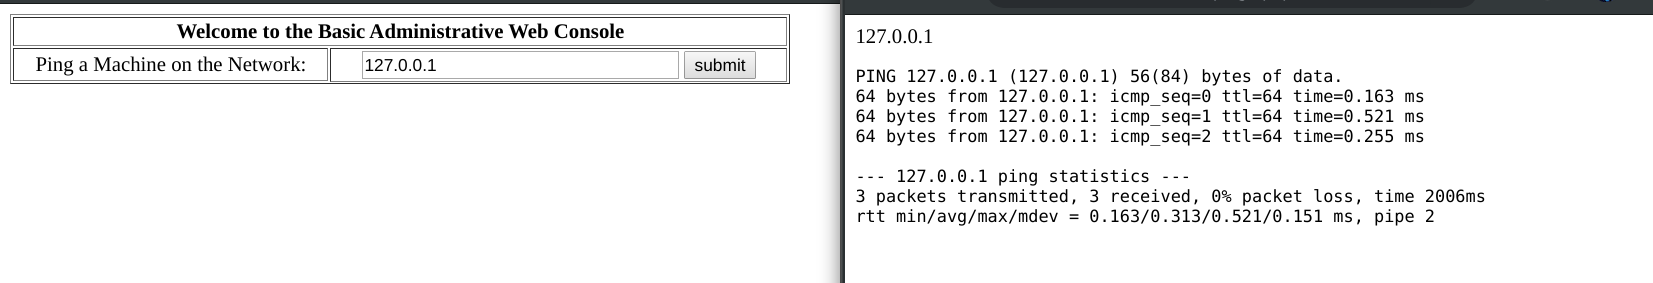 Welcome to the Basic Administrative Web Console
Ping a Machine on the Network: 127.0.0.1 submit
127.0.0.1
PING 127.0.0.1 (127.0.0.1) 56(84) bytes of data.
64 bytes from 127.0.0.1: icmp_seq=0 ttl=64 time=0.163 ms
64 bytes from 127.0.0.1: icmp_seq=1 ttl=64 time=0.521 ms
64 bytes from 127.0.0.1: icmp_seq=2 ttl=64 time=0.255 ms
--- 127.0.0.1 ping statistics ---
3 packets transmitted, 3 received, 0% packet loss, time 2006ms
rtt min/avg/max/mdev = 0.163/0.313/0.521/0.151 ms, pipe 2